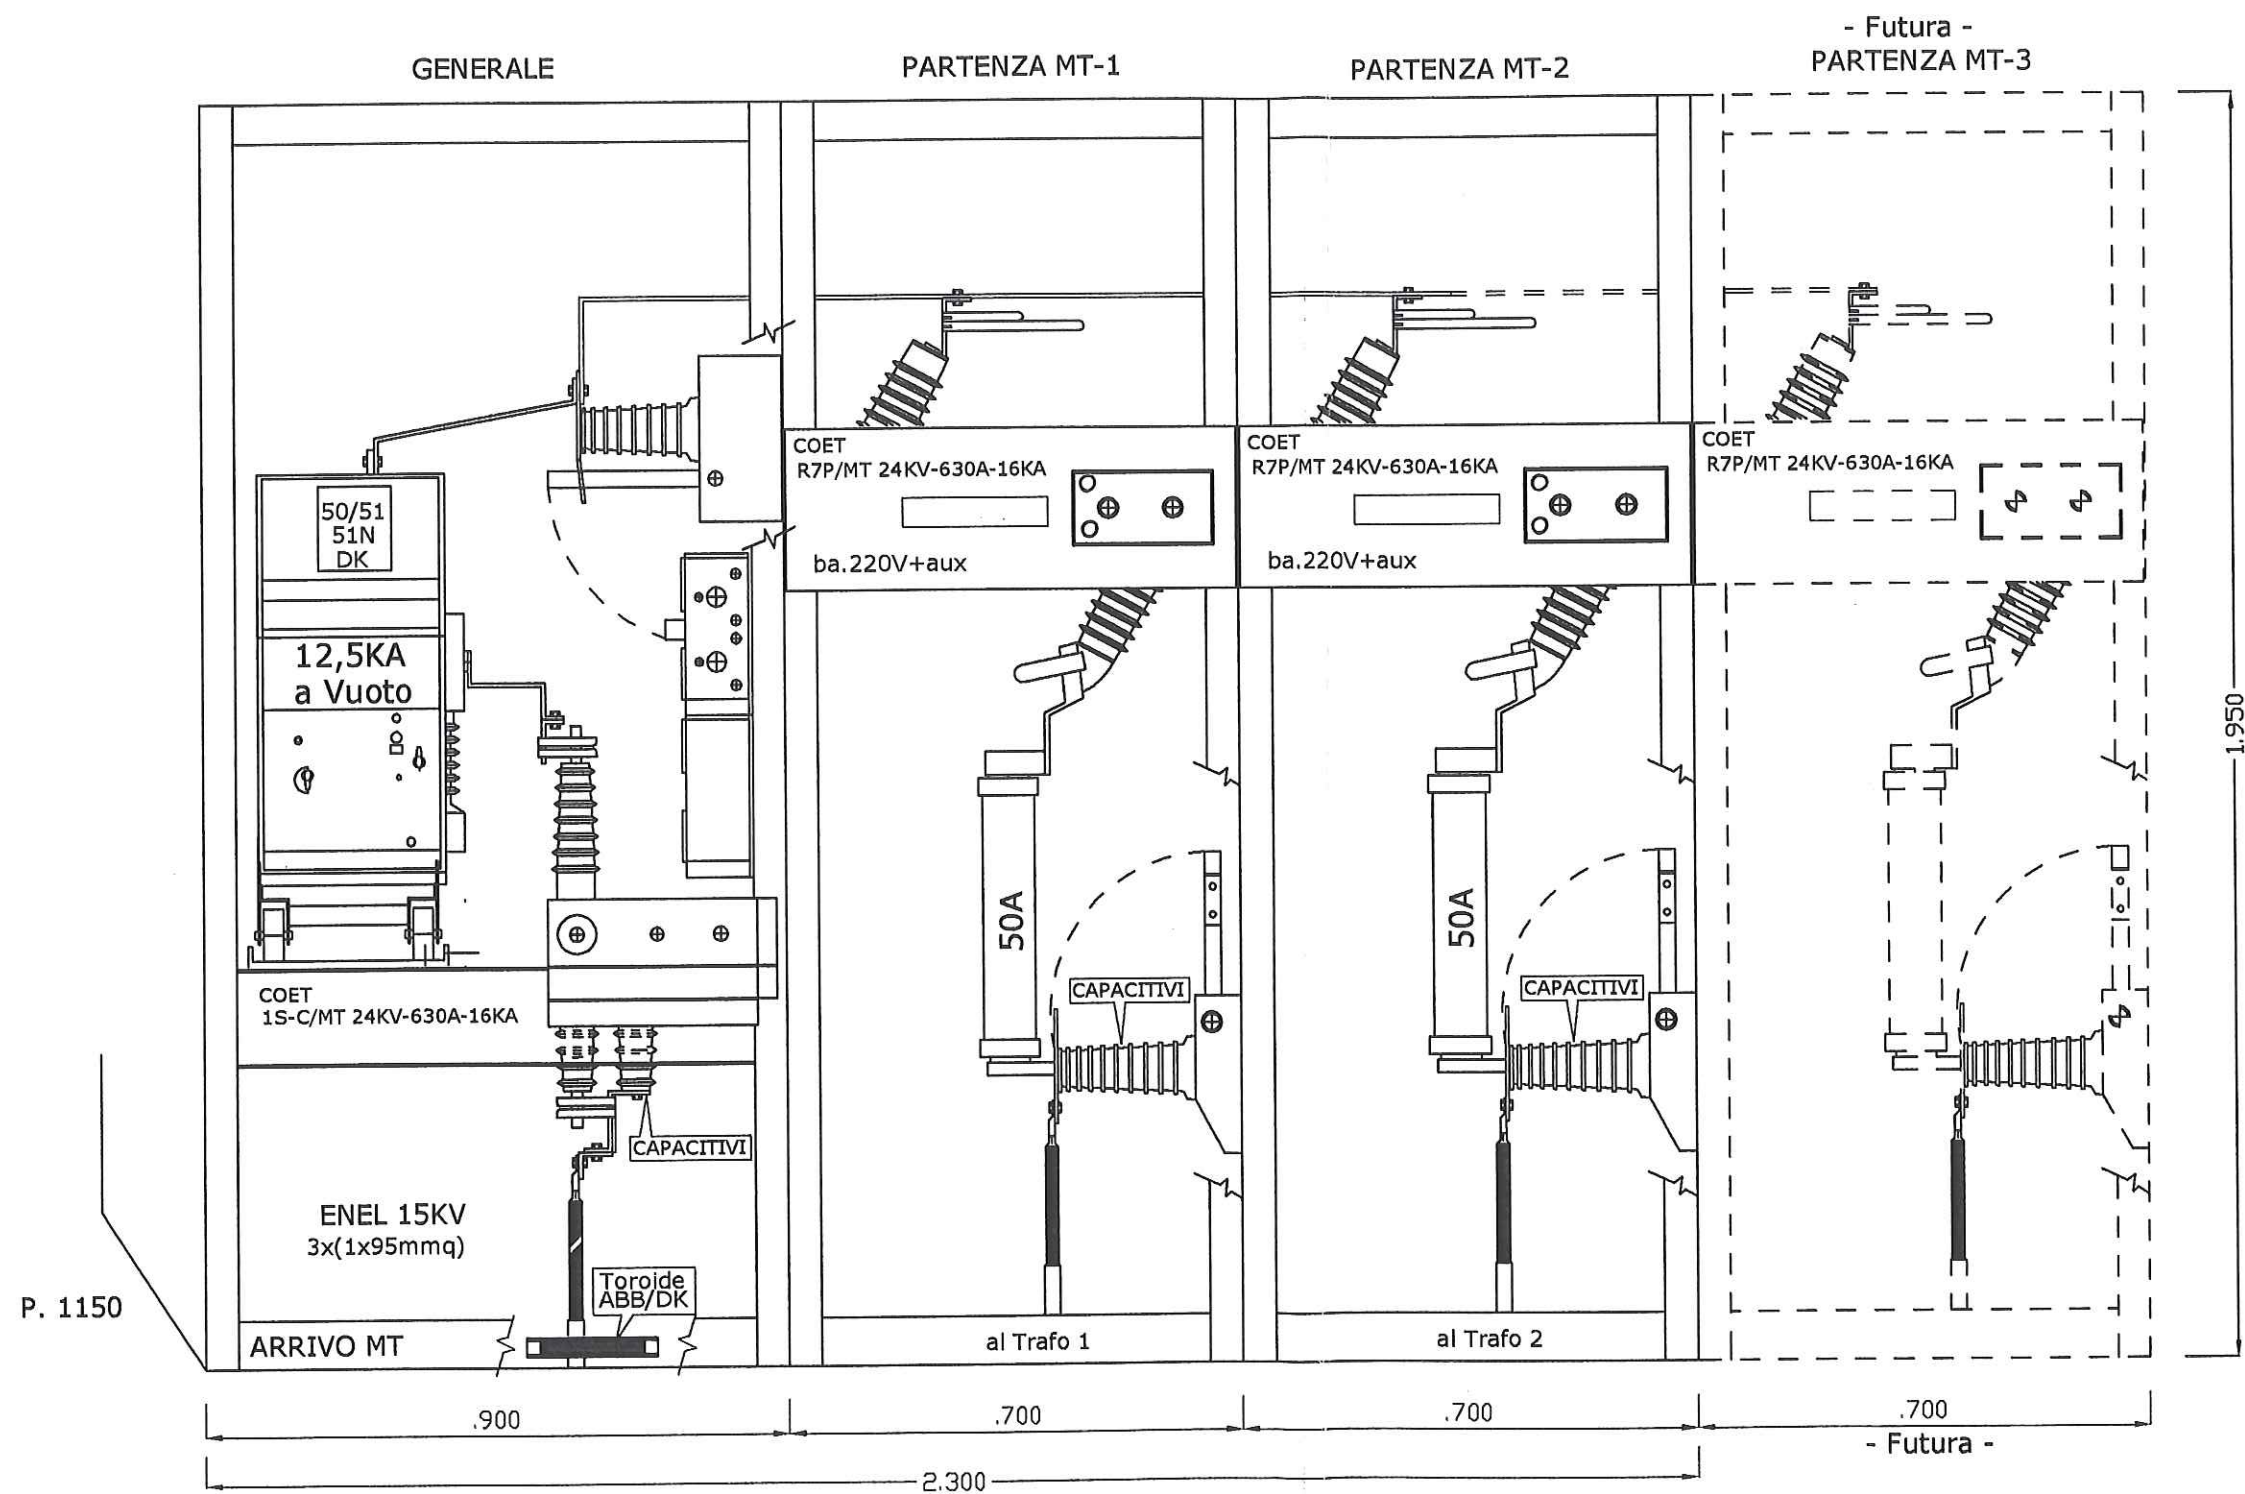 - Futura -
GENERALE
PARTENZA MT-1
PARTENZA MT-2
PARTENZA MT-3
50/51
51N
DK
12,5KA
a Vuoto
COET
1S-C/MT 24KV-630A-16KA
CAPACITIVI
ENEL 15KV
3x(1x95mmq)
Toroide
ABB/DK
ARRIVO MT
P. 1150
COET
R7P/MT 24KV-630A-16KA
ba.220V+aux
50A
CAPACITIVI
al Trafo 1
COET
R7P/MT 24KV-630A-16KA
ba.220V+aux
50A
CAPACITIVI
al Trafo 2
COET
R7P/MT 24KV-630A-16KA
1.950
.900
.700
.700
.700
- Futura -
2.300